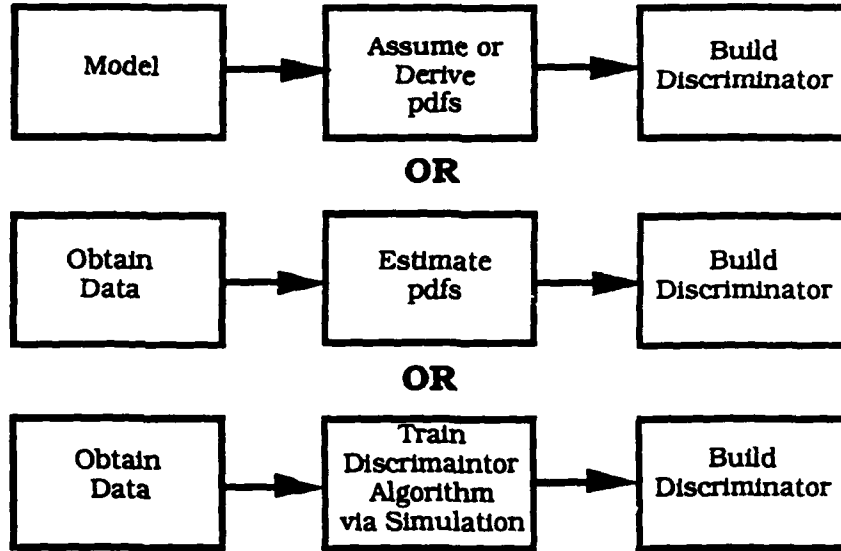 Model
Assume or
Derive
pdfs
Build
Discriminator
OR
Obtain
Data
Estimate
pdfs
Build
Discriminator
OR
Obtain
Data
Train
Discrimaintor
Algorithm
via Simulation
Build
Discriminator